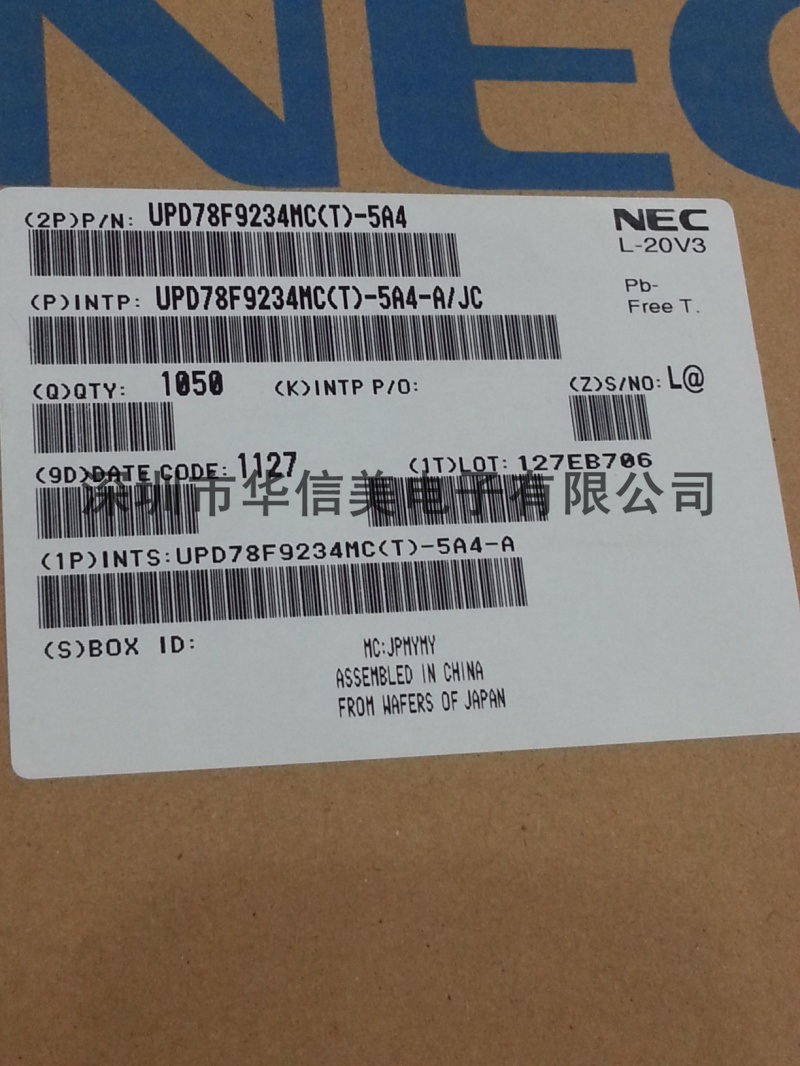 NEC
(2P)P/N: UPD78F9234MC(T)-5A4
NEC
L-20V3
(P)INTP: UPD78F9234MC(T)-5A4-A/JC
Pb-
Free T.
(Q)QTY: 1050 (K)INTP P/O: (Z)S/NO: L@
(9D)DATE CODE: 1127 (1T)LOT: 127EB706
深圳市华信美电子有限公司
(1P)INTS:UPD78F9234MC(T)-5A4-A
(S)BOX ID:
MC:JPMYMY
ASSEMBLED IN CHINA
FROM WAFERS OF JAPAN